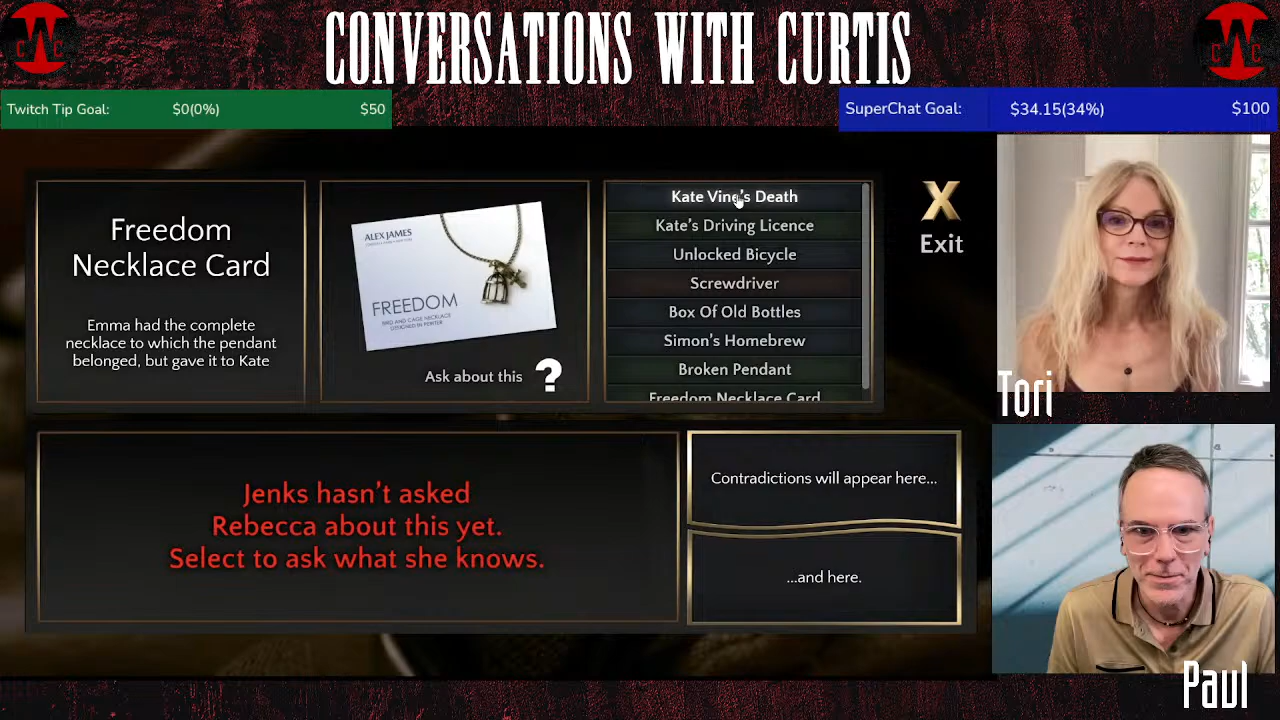 CONVERSATIONS WITH CURTIS
C C
C C
Twitch Tip Goal: $0(0%) $50
SuperChat Goal: $34.15(34%) $100
Freedom
Necklace Card
Emma had the complete
necklace to which the pendant
belonged, but gave it to Kate
ALEX JAMES
FREEDOM
BIRD AND CAGE NECKLACE
Ask about this ?
Kate Vine's Death
Kate's Driving Licence
Unlocked Bicycle
Screwdriver
Box Of Old Bottles
Simon's Homebrew
Broken Pendant
Freedom Necklace Card
X
Exit
Tori
Jenks hasn't asked
Rebecca about this yet.
Select to ask what she knows.
Contradictions will appear here...
...and here.
Paul